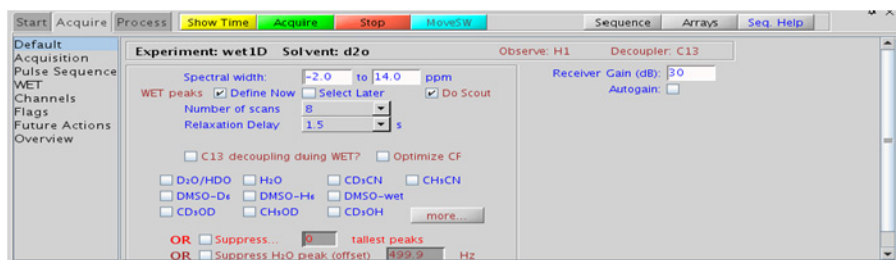 Start Acquire Process Show Time Acquire Stop MoveSW Sequence Arrays Seq. Help
Default
Acquisition
Pulse Sequence
WET
Channels
Flags
Future Actions
Overview
Experiment: wet1D Solvent: d2o Observe: H1 Decoupler: C13
Spectral width: -2.0 to 14.0 ppm
WET peaks Define Now Select Later Do Scout
Number of scans 8
Relaxation Delay 1.5 s
Receiver Gain (dB): 30
Autogain:
C13 decoupling duing WET? Optimize CF
D₂O/HDO H₂O CD₃CN CH₃CN
DMSO-D₆ DMSO-H₆ DMSO-wet
CD₃OD CH₃OD CD₃OH more...
OR Suppress... 0 tallest peaks
OR Suppress H₂O peak (offset) 499.9 Hz